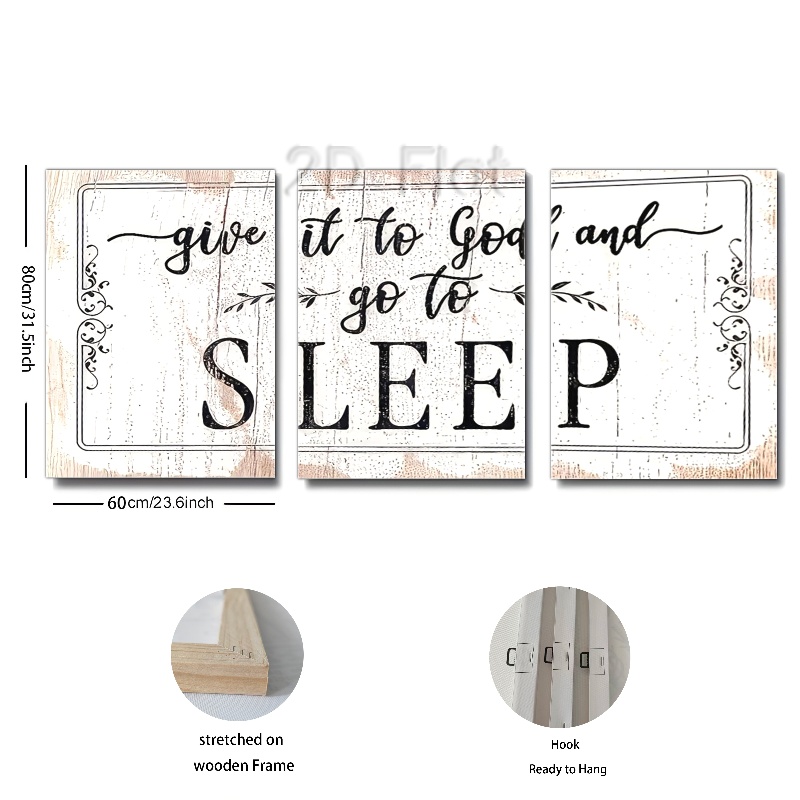 2D Flat
give it to God and
go to
SLEEP
80cm/31.5inch
60cm/23.6inch
stretched on
wooden Frame
Hook
Ready to Hang